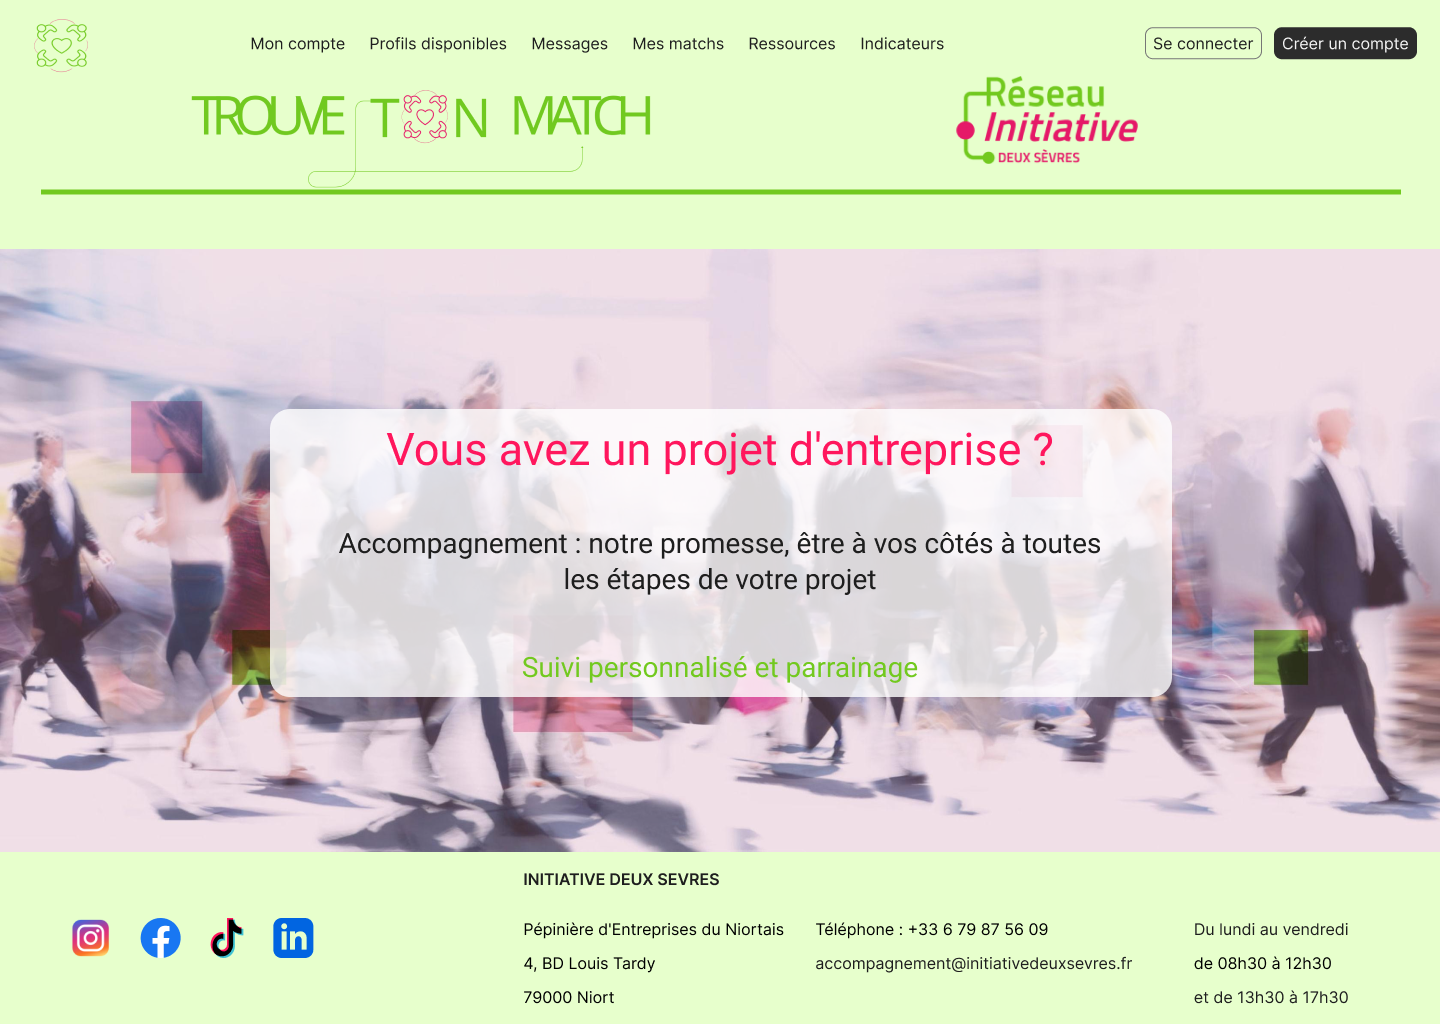 Mon compte Profils disponibles Messages Mes matchs Ressources Indicateurs Se connecter Créer un compte
TROUVE TON MATCH
Réseau
Initiative
DEUX SÈVRES
Vous avez un projet d'entreprise ?
Accompagnement : notre promesse, être à vos côtés à toutes
les étapes de votre projet
Suivi personnalisé et parrainage
INITIATIVE DEUX SEVRES
Pépinière d'Entreprises du Niortais
4, BD Louis Tardy
79000 Niort
Téléphone : +33 6 79 87 56 09
accompagnement@initiativedeuxsevres.fr
Du lundi au vendredi
de 08h30 à 12h30
et de 13h30 à 17h30